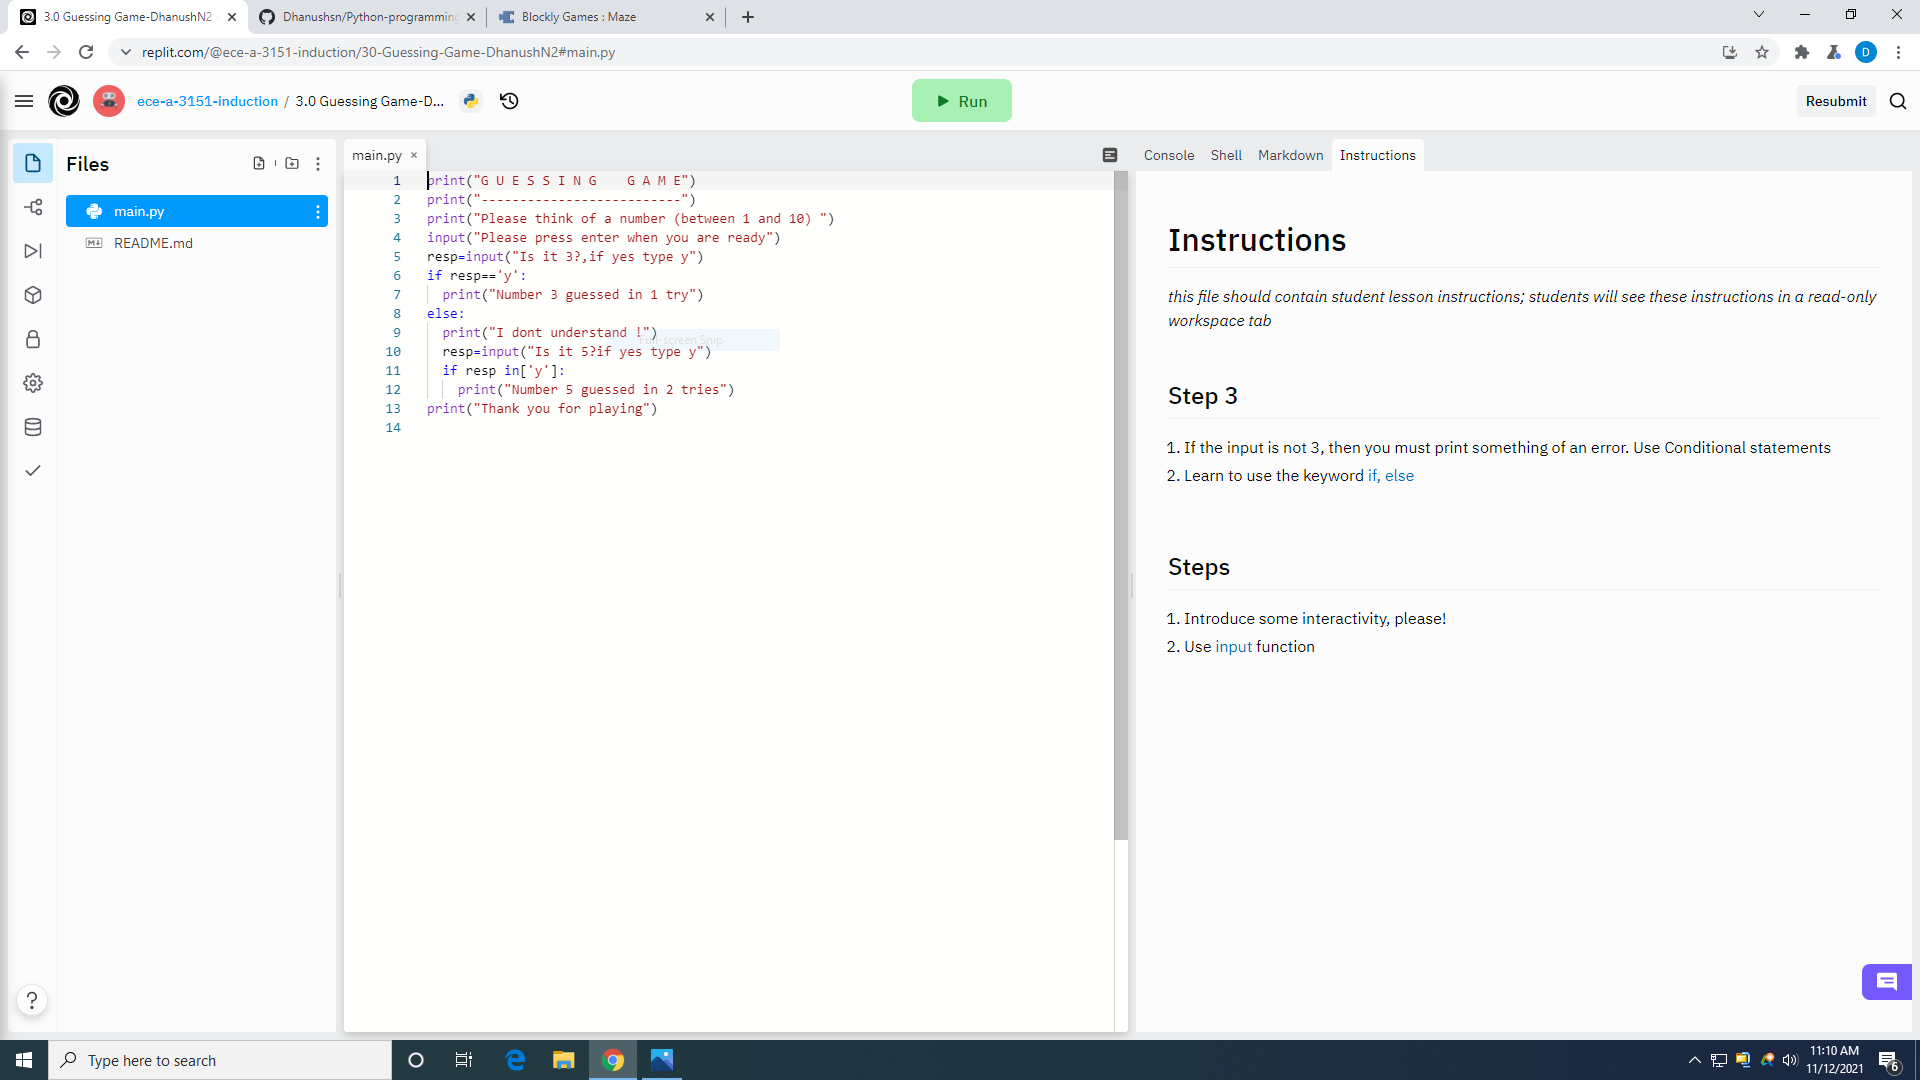 3.0 Guessing Game-DhanushN2
Dhanushsn/Python-programming
Blockly Games : Maze
replit.com/@ece-a-3151-induction/30-Guessing-Game-DhanushN2#main.py
D
ece-a-3151-induction / 3.0 Guessing Game-D...
Run
Resubmit
Files
main.py
README.md
main.py
1 print("G U E S S I N G    G A M E")
2 print("--------------------------")
3 print("Please think of a number (between 1 and 10) ")
4 input("Please press enter when you are ready")
5 resp=input("Is it 3?,if yes type y")
6 if resp=='y':
7   print("Number 3 guessed in 1 try")
8 else:
9   print("I dont understand !")
Full-screen Snip
10   resp=input("Is it 5?if yes type y")
11   if resp in['y']:
12     print("Number 5 guessed in 2 tries")
13 print("Thank you for playing")
14
Console Shell Markdown Instructions
Instructions
this file should contain student lesson instructions; students will see these instructions in a read-only
workspace tab
Step 3
1. If the input is not 3, then you must print something of an error. Use Conditional statements
2. Learn to use the keyword if, else
Steps
1. Introduce some interactivity, please!
2. Use input function
?
Type here to search
11:10 AM
11/12/2021
6